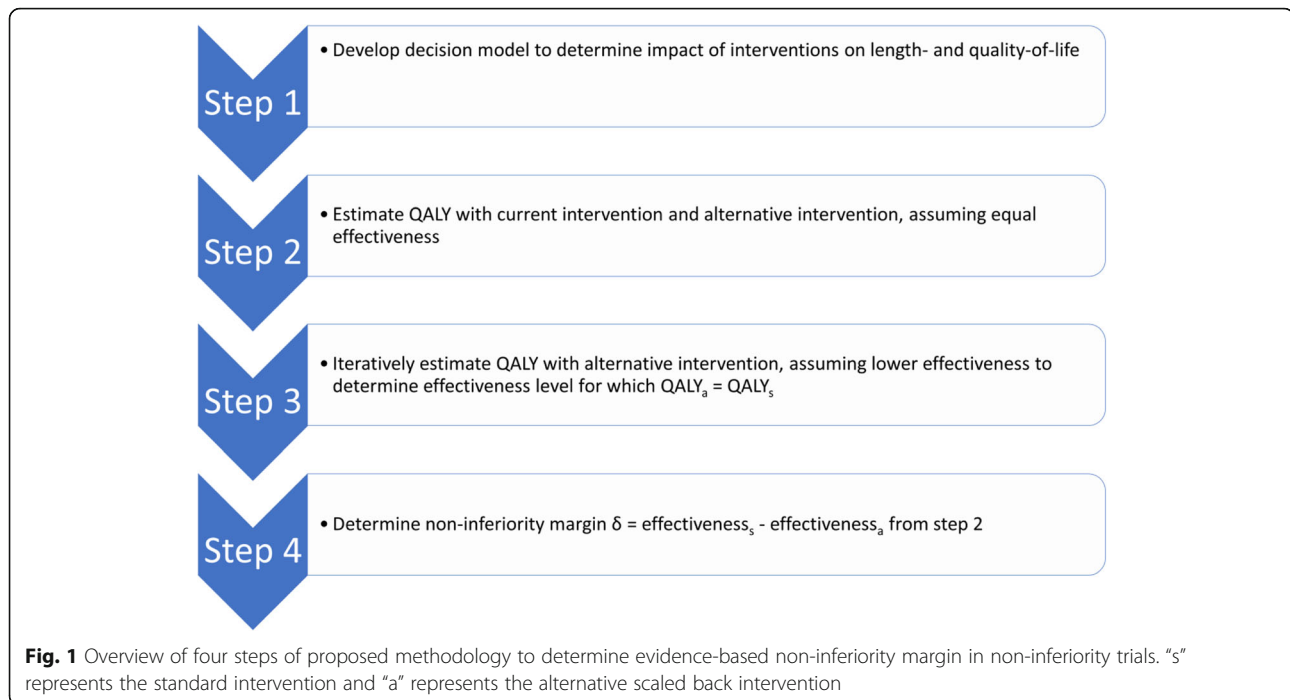 Step 1
• Develop decision model to determine impact of interventions on length- and quality-of-life
Step 2
• Estimate QALY with current intervention and alternative intervention, assuming equal
effectiveness
Step 3
• Iteratively estimate QALY with alternative intervention, assuming lower effectiveness to
determine effectiveness level for which QALYₐ = QALYₛ
Step 4
• Determine non-inferiority margin δ = effectivenessₛ - effectivenessₐ from step 2
Fig. 1 Overview of four steps of proposed methodology to determine evidence-based non-inferiority margin in non-inferiority trials. “s”
represents the standard intervention and “a” represents the alternative scaled back intervention